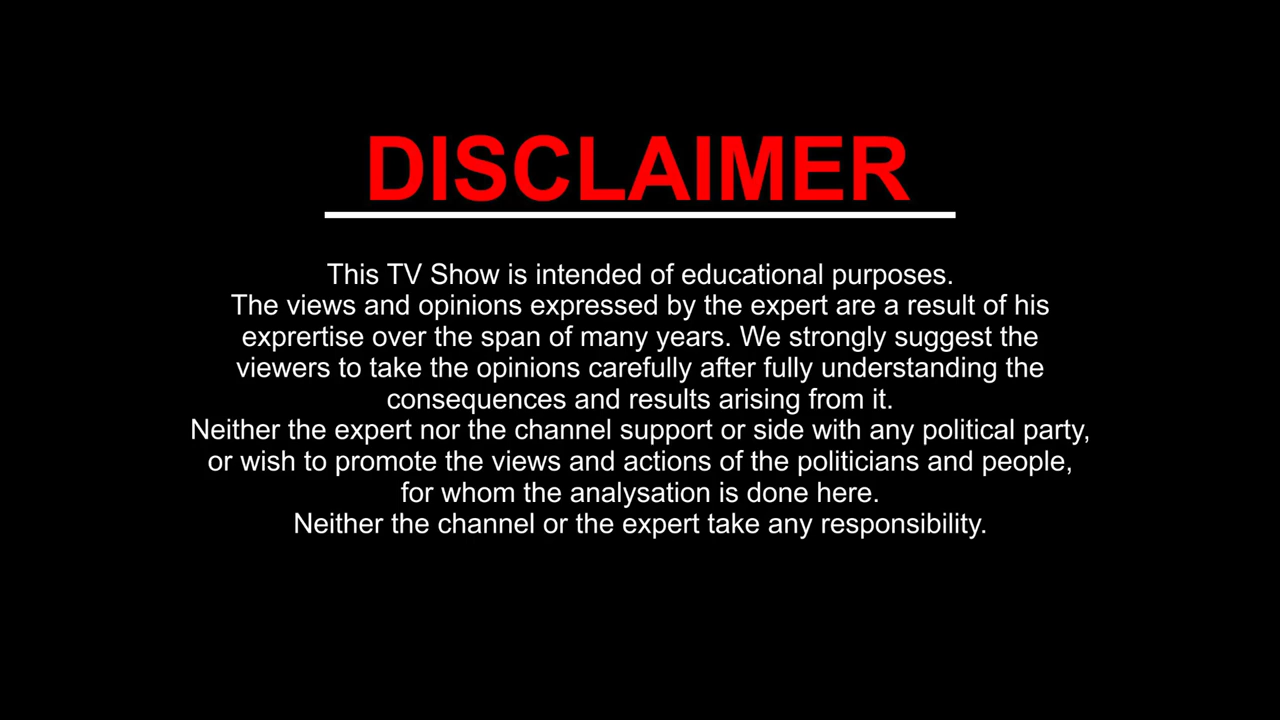 DISCLAIMER
This TV Show is intended of educational purposes.
The views and opinions expressed by the expert are a result of his
exprertise over the span of many years. We strongly suggest the
viewers to take the opinions carefully after fully understanding the
consequences and results arising from it.
Neither the expert nor the channel support or side with any political party,
or wish to promote the views and actions of the politicians and people,
for whom the analysation is done here.
Neither the channel or the expert take any responsibility.